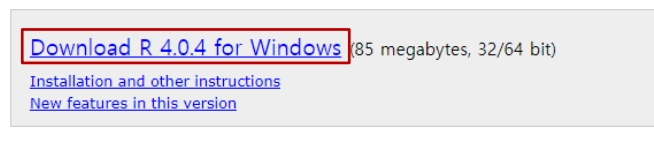 Download R 4.0.4 for Windows (85 megabytes, 32/64 bit)
Installation and other instructions
New features in this version